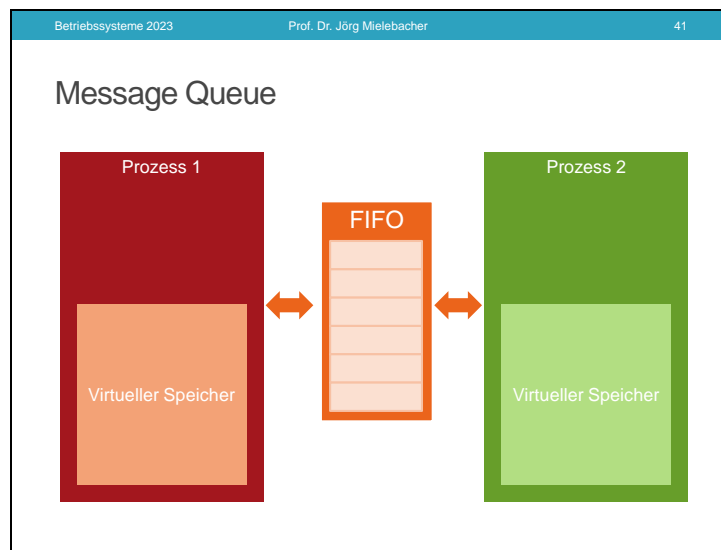 Betriebssysteme 2023 Prof. Dr. Jörg Mielebacher 41
Message Queue
Prozess 1
Prozess 2
FIFO
Virtueller Speicher
Virtueller Speicher